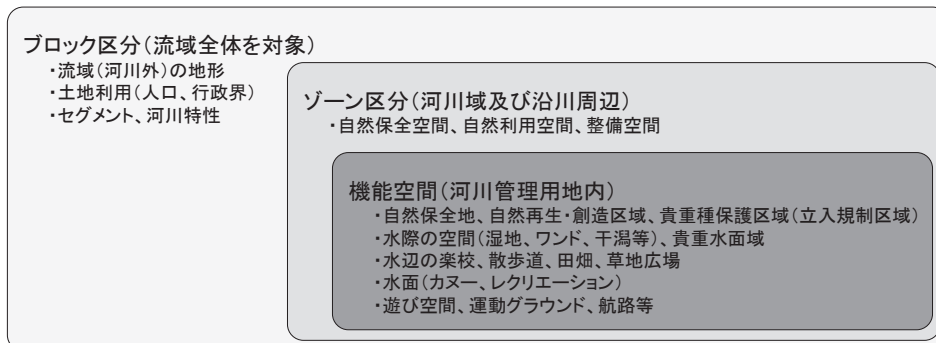 ブロック区分(流域全体を対象)
・流域(河川外)の地形
・土地利用(人口、行政界)
・セグメント、河川特性
ゾーン区分(河川域及び沿川周辺)
・自然保全空間、自然利用空間、整備空間
機能空間(河川管理用地内)
・自然保全地、自然再生・創造区域、貴重種保護区域(立入規制区域)
・水際の空間(湿地、ワンド、干潟等)、貴重水面域
・水辺の楽校、散歩道、田畑、草地広場
・水面(カヌー、レクリエーション)
・遊び空間、運動グラウンド、航路等